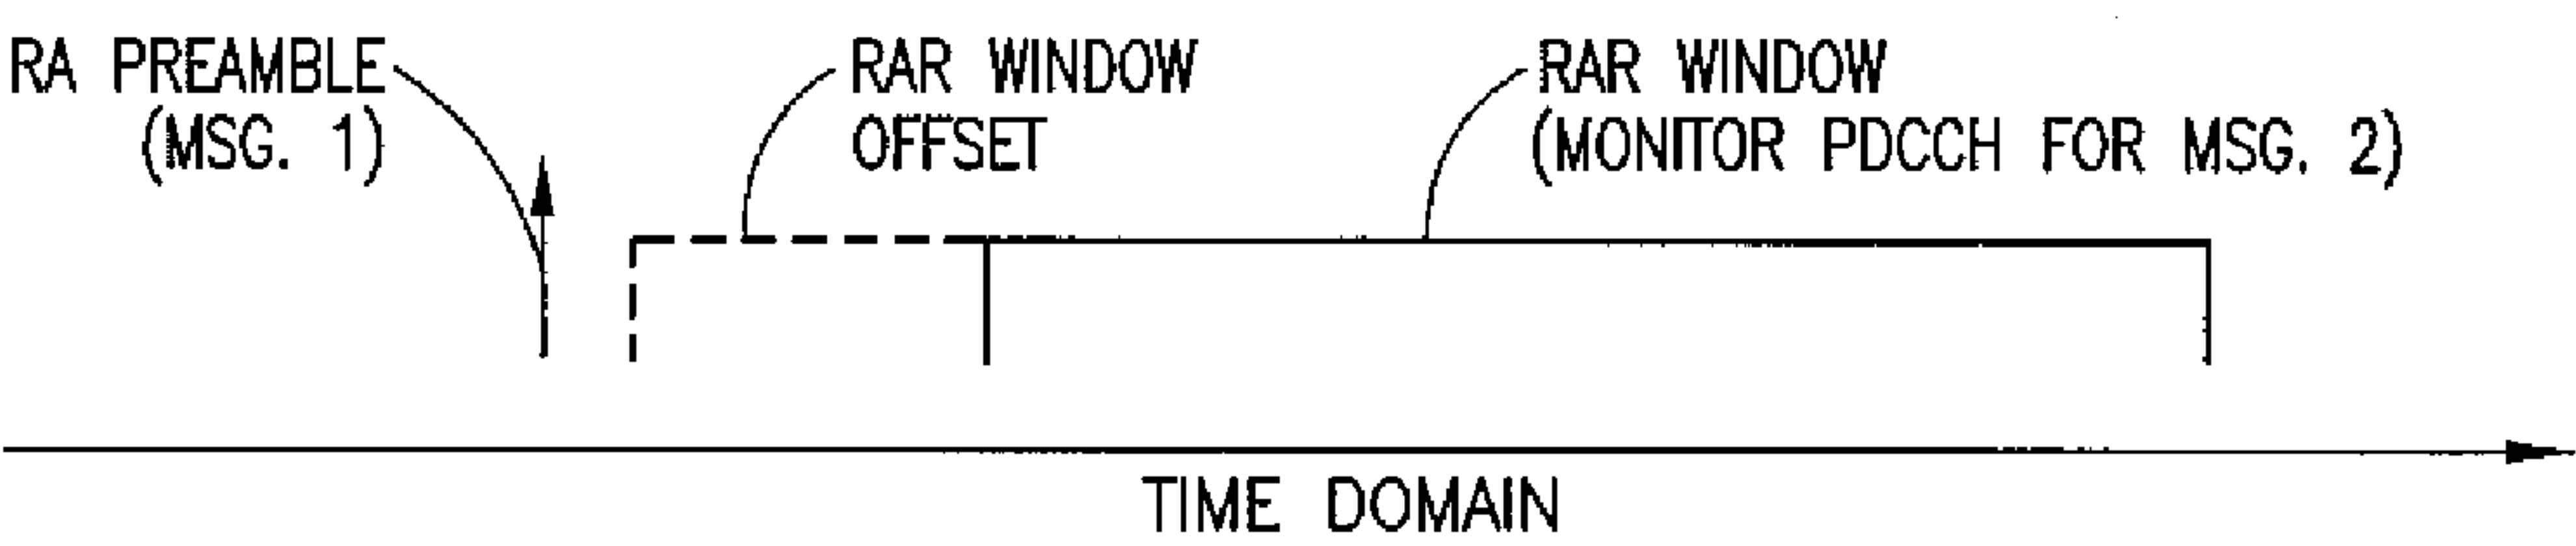 RA PREAMBLE
(MSG. 1)
RAR WINDOW
OFFSET
RAR WINDOW
(MONITOR PDCCH FOR MSG. 2)
TIME DOMAIN